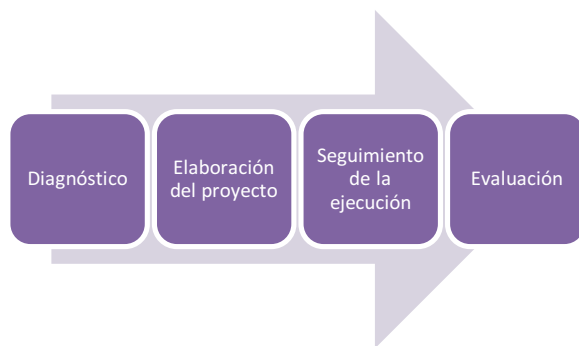 Diagnóstico
Elaboración
del proyecto
Seguimiento
de la
ejecución
Evaluación